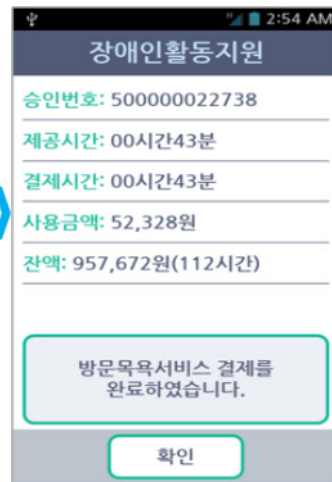 H 2:54 AM
장애인활동지원
승인번호: 500000022738
제공시간: 00시간43분
결제시간: 00시간43분
사용금액: 52,328원
잔액: 957,672원(112시간)
방문목욕서비스 결제를
완료하였습니다.
확인